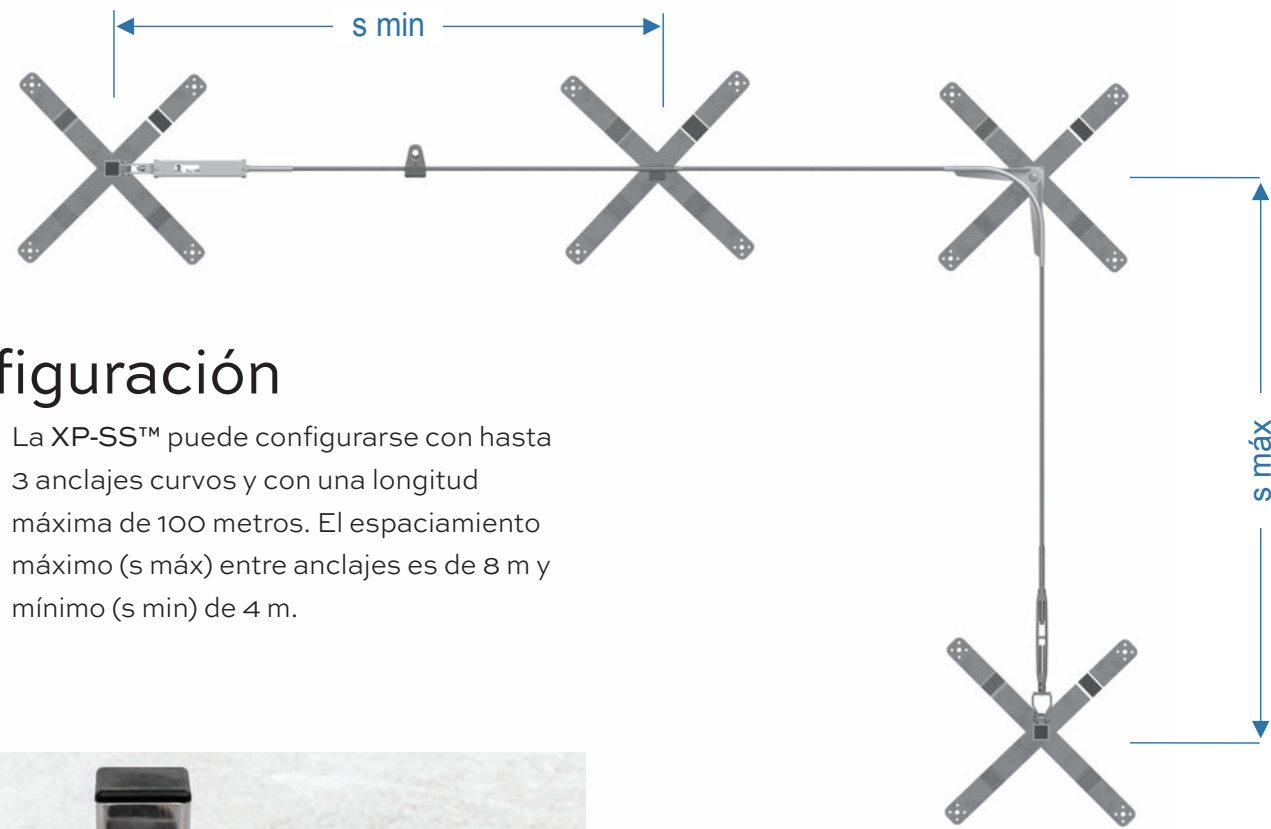 s min
s máx
figuración
La XP-SS™ puede configurarse con hasta
3 anclajes curvos y con una longitud
máxima de 100 metros. El espaciamiento
máximo (s máx) entre anclajes es de 8 m y
mínimo (s min) de 4 m.